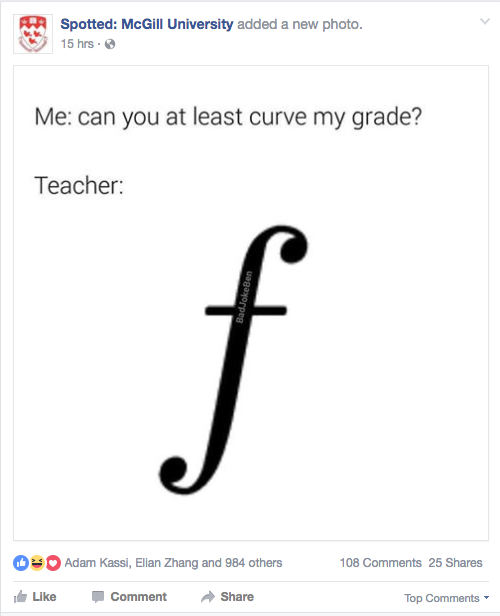 Spotted: McGill University added a new photo.
15 hrs ·
Me: can you at least curve my grade?
Teacher:
f
BadJokeBen
Adam Kassi, Elian Zhang and 984 others
108 Comments 25 Shares
Like Comment Share
Top Comments